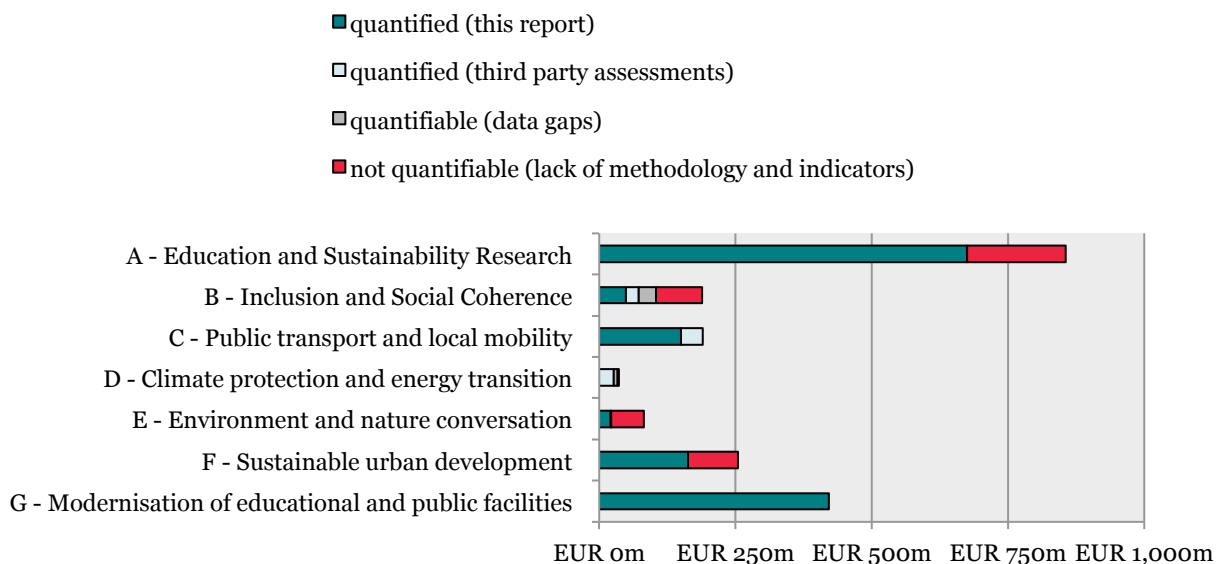 quantified (this report)
quantified (third party assessments)
quantifiable (data gaps)
not quantifiable (lack of methodology and indicators)
A - Education and Sustainability Research
B - Inclusion and Social Coherence
C - Public transport and local mobility
D - Climate protection and energy transition
E - Environment and nature conversation
F - Sustainable urban development
G - Modernisation of educational and public facilities
EUR 0m EUR 250m EUR 500m EUR 750m EUR 1,000m